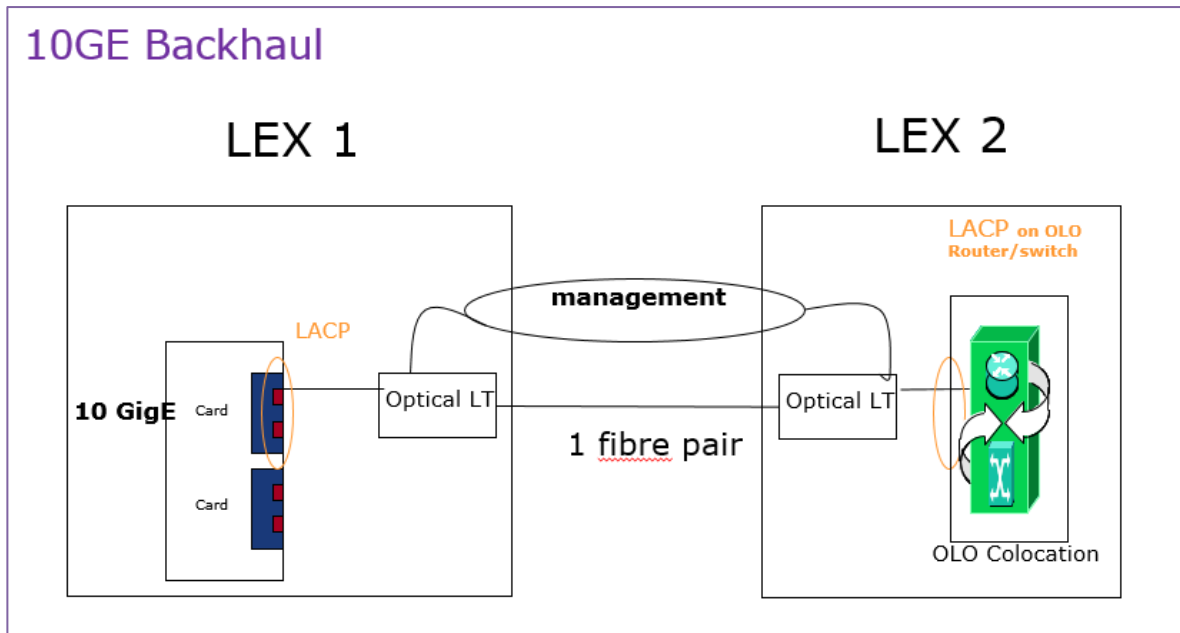 10GE Backhaul
LEX 1
LEX 2
LACP on OLO
Router/switch
management
LACP
10 GigE
Card
Optical LT
Optical LT
1 fibre pair
Card
OLO Colocation